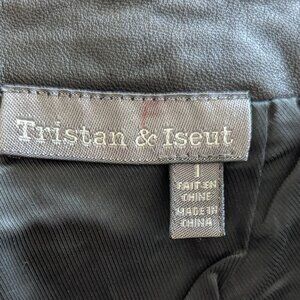 Tristan & Iseut
1
FAIT EN
CHINE
MADE IN
CHINA